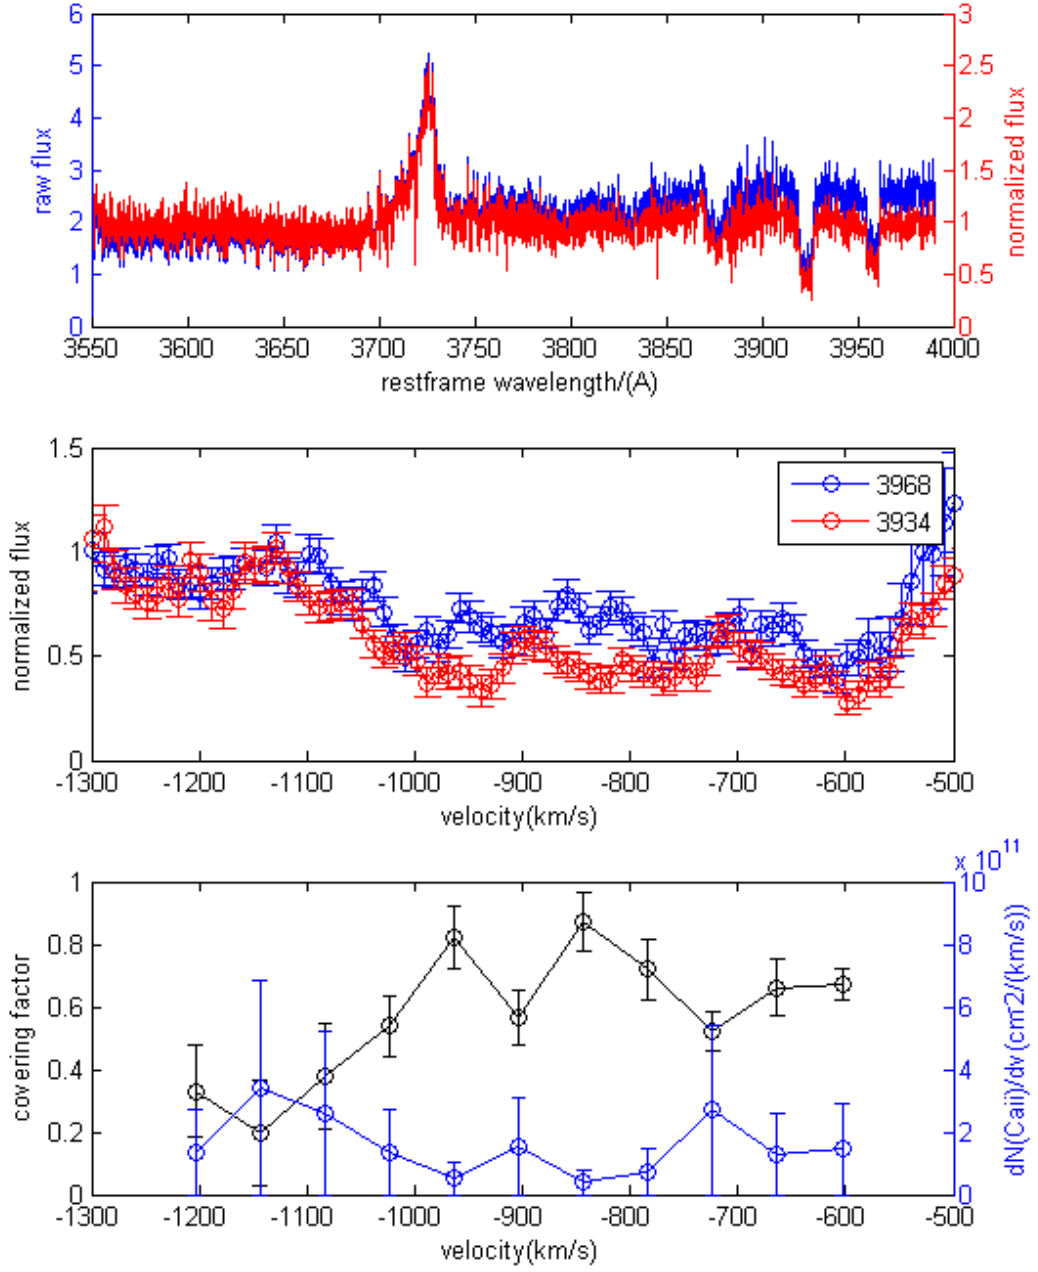 6
5
4
3
2
1
0
raw flux
3
2.5
2
1.5
1
0.5
0
normalized flux
3550 3600 3650 3700 3750 3800 3850 3900 3950 4000
restframe wavelength/(A)
1.5
1
0.5
0
normalized flux
3968
3934
-1300 -1200 -1100 -1000 -900 -800 -700 -600 -500
velocity(km/s)
x 10^11
1
0.8
0.6
0.4
0.2
0
covering factor
10
8
6
4
2
0
dN(Caii)/dv(cm2/(km/s))
-1300 -1200 -1100 -1000 -900 -800 -700 -600 -500
velocity(km/s)